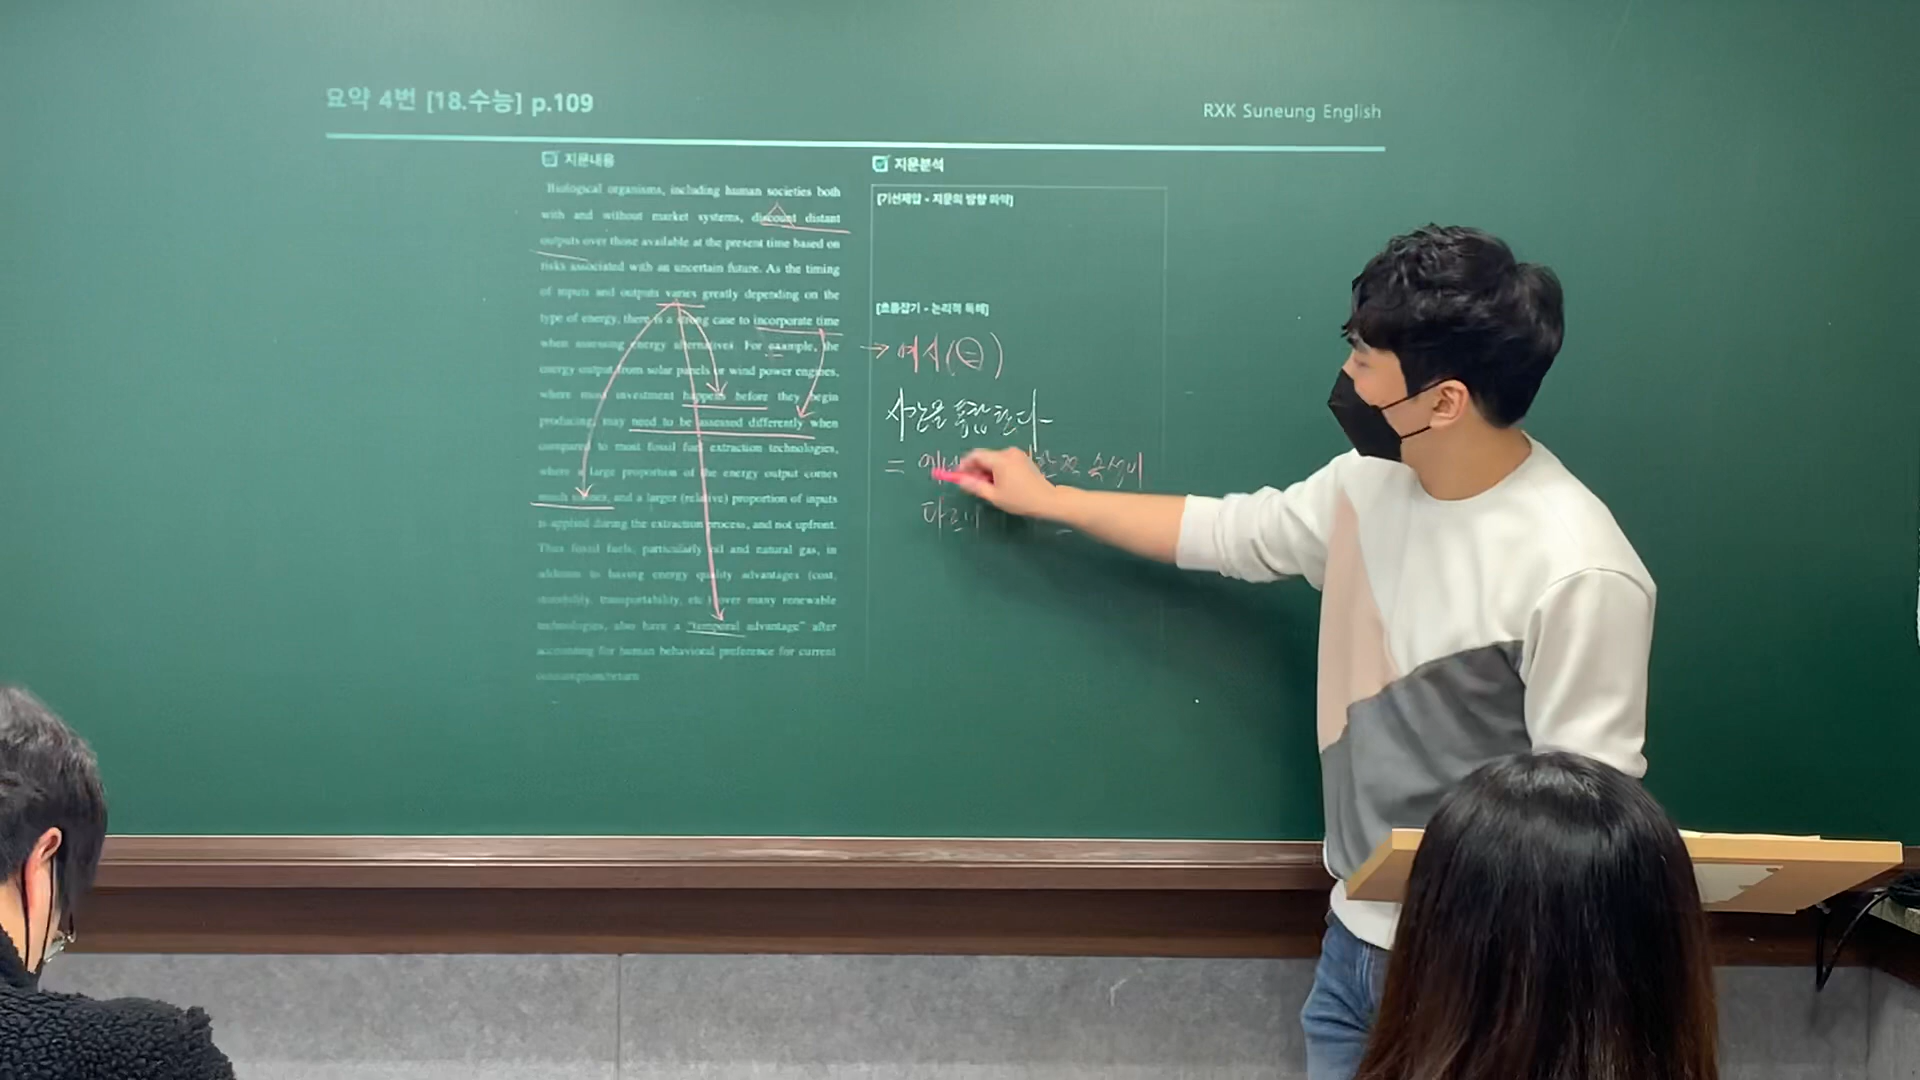 요약 4번 [18.수능] p.109
RXK Suneung English
지문내용
Biological organisms, including human societies both
with and without market systems, discount distant
outputs over those available at the present time based on
risks associated with an uncertain future. As the timing
of inputs and outputs varies greatly depending on the
type of energy, there is a strong case to incorporate time
when assessing energy alternatives. For example, the
energy output from solar panels or wind power engines,
where most investment happens before they begin
producing, may need to be assessed differently when
compared to most fossil fuel extraction technologies,
where a large proportion of the energy output comes
much sooner, and a larger (relative) proportion of inputs
is applied during the extraction process, and not upfront.
Thus fossil fuels, particularly oil and natural gas, in
addition to having energy quality advantages (cost,
storability, transportability, etc.) over many renewable
technologies, also have a "temporal advantage" after
accounting for human behavioral preference for current
consumption/return
지문분석
[기선제압 - 지문의 방향 파악]
[흐름잡기 - 논리적 독해]
→ 예시(=)
시간을 통합한다
= 속성이
다르니